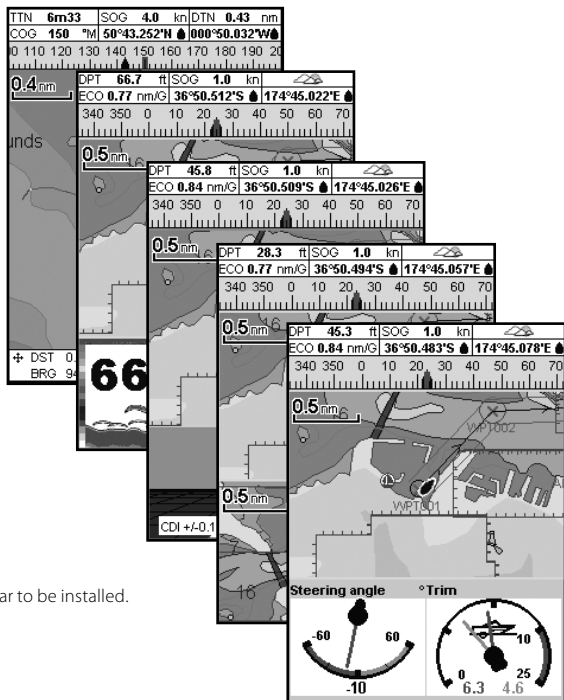 TTN 6m33 SOG 4.0 kn DTN 0.43 nm
COG 150 °M 50°43.252'N 000°50.032'W
0 110 120 130 140 150 160 170 180 190 20
0.4 nm
unds
DST 0.
BRG 94
DPT 66.7 ft SOG 1.0 kn
ECO 0.77 nm/G 36°50.512'S 174°45.022'E
340 350 0 10 20 30 40 50 60 70
0.5 nm
66
DPT 45.8 ft SOG 1.0 kn
ECO 0.84 nm/G 36°50.509'S 174°45.026'E
340 350 0 10 20 30 40 50 60 70
0.5 nm
CDI +/-0.1
DPT 28.3 ft SOG 1.0 kn
ECO 0.77 nm/G 36°50.494'S 174°45.057'E
340 350 0 10 20 30 40 50 60 70
0.5 nm 16
0.5 nm
16
DPT 45.3 ft SOG 1.0 kn
ECO 0.84 nm/G 36°50.483'S 174°45.078'E
340 350 0 10 20 30 40 50 60 70
0.5 nm 6
WPT002
WPT001
Steering angle ° Trim
-60 60 10
-10 0 25
6.3 4.6
ar to be installed.